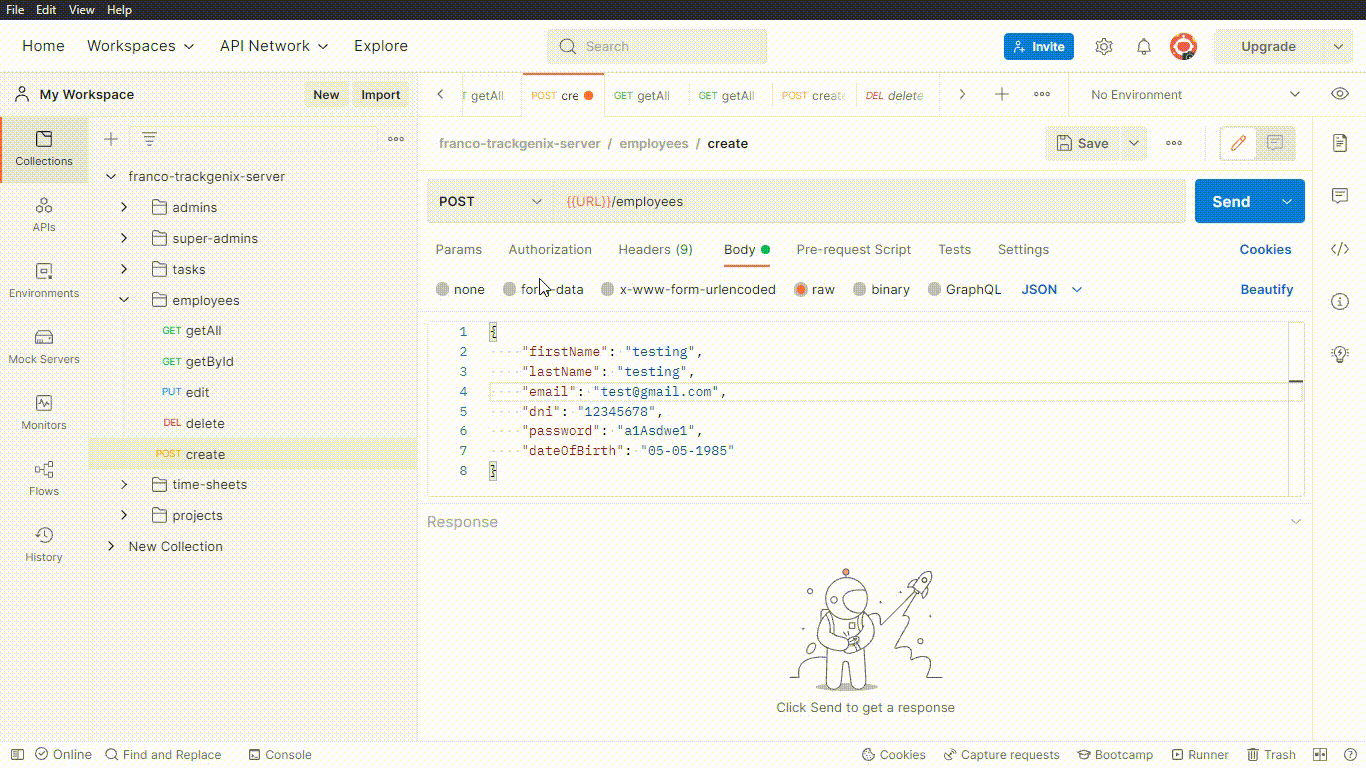 File Edit View Help
Home Workspaces API Network Explore Search Invite Upgrade
My Workspace New Import getAll POST cre GET getAll GET getAll POST creat DEL delete No Environment
Collections
APIs
Environments
Mock Servers
Monitors
Flows
History
franco-trackgenix-server
admins
super-admins
tasks
employees
GET getAll
GET getById
PUT edit
DEL delete
POST create
time-sheets
projects
New Collection
franco-trackgenix-server / employees / create Save
POST {{URL}}/employees Send
Params Authorization Headers (9) Body Pre-request Script Tests Settings Cookies
none form-data x-www-form-urlencoded raw binary GraphQL JSON Beautify
1 {
2 "firstName": "testing",
3 "lastName": "testing",
4 "email": "test@gmail.com",
5 "dni": "12345678",
6 "password": "a1Asdwe1",
7 "dateOfBirth": "05-05-1985"
8 }
Response
Click Send to get a response
Online Find and Replace Console Cookies Capture requests Bootcamp Runner Trash